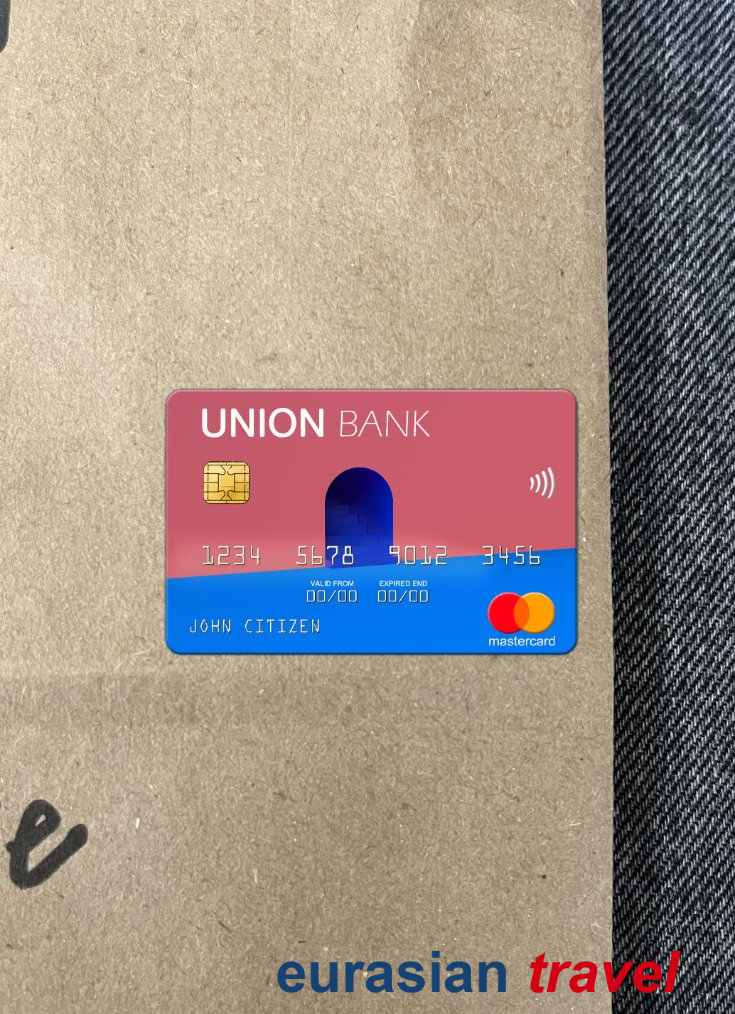 UNION BANK
1234 5678 9012 3456
VALID FROM EXPIRED END
00/00 00/00
JOHN CITIZEN
mastercard
e
eurasian travel